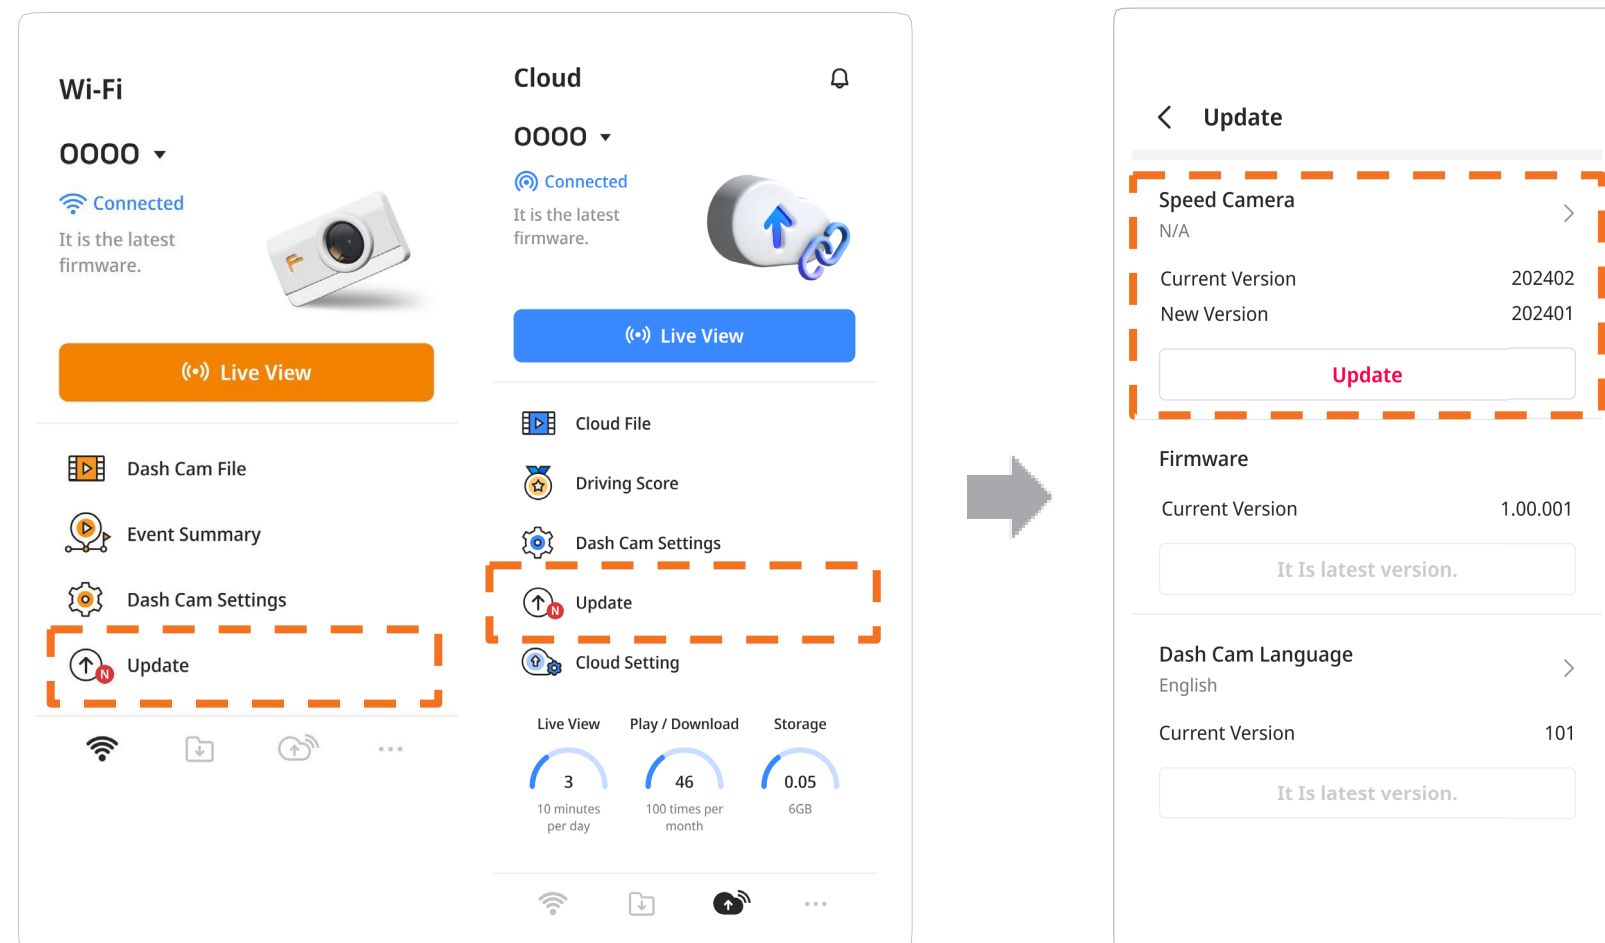 Wi-Fi
OOOO
Connected
It is the latest
firmware.
F
Live View
Dash Cam File
Event Summary
Dash Cam Settings
N
Update
Cloud
OOOO
Connected
It is the latest
firmware.
Live View
Cloud File
Driving Score
Dash Cam Settings
N
Update
Cloud Setting
Live View Play / Download Storage
3 46 0.05
10 minutes
per day
100 times per
month
6GB
Update
Speed Camera
N/A
Current Version 202402
New Version 202401
Update
Firmware
Current Version 1.00.001
It Is latest version.
Dash Cam Language
English
Current Version 101
It Is latest version.